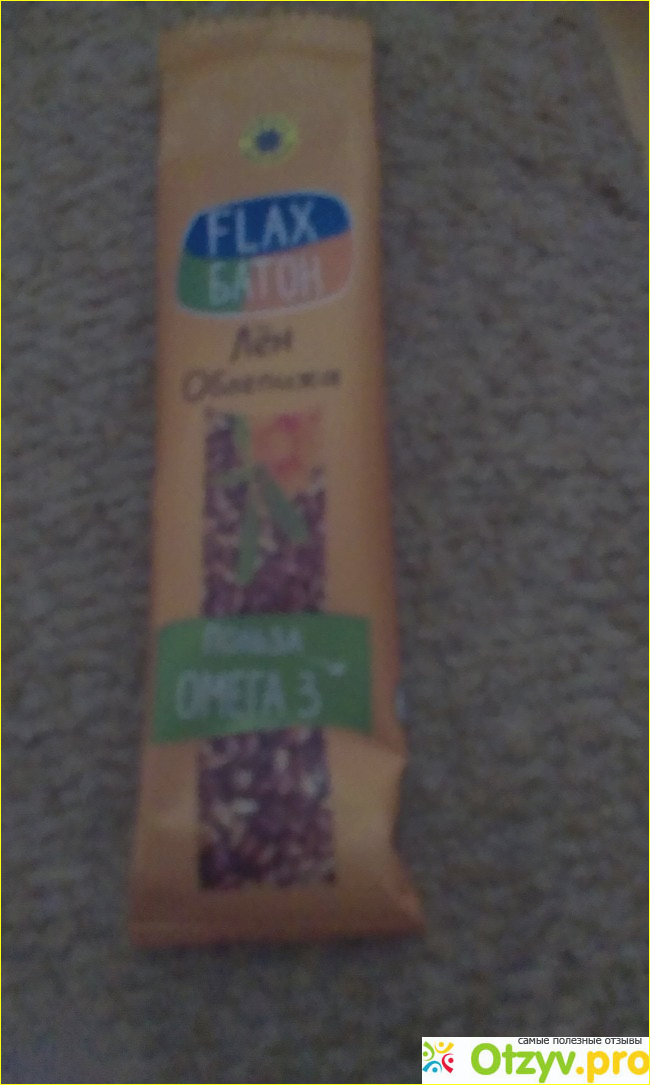 FLAX
БАТОН
Лён
Облепиха
ПОЛЬЗА
ОМЕГА 3
самые полезные отзывы
Otzyv.pro